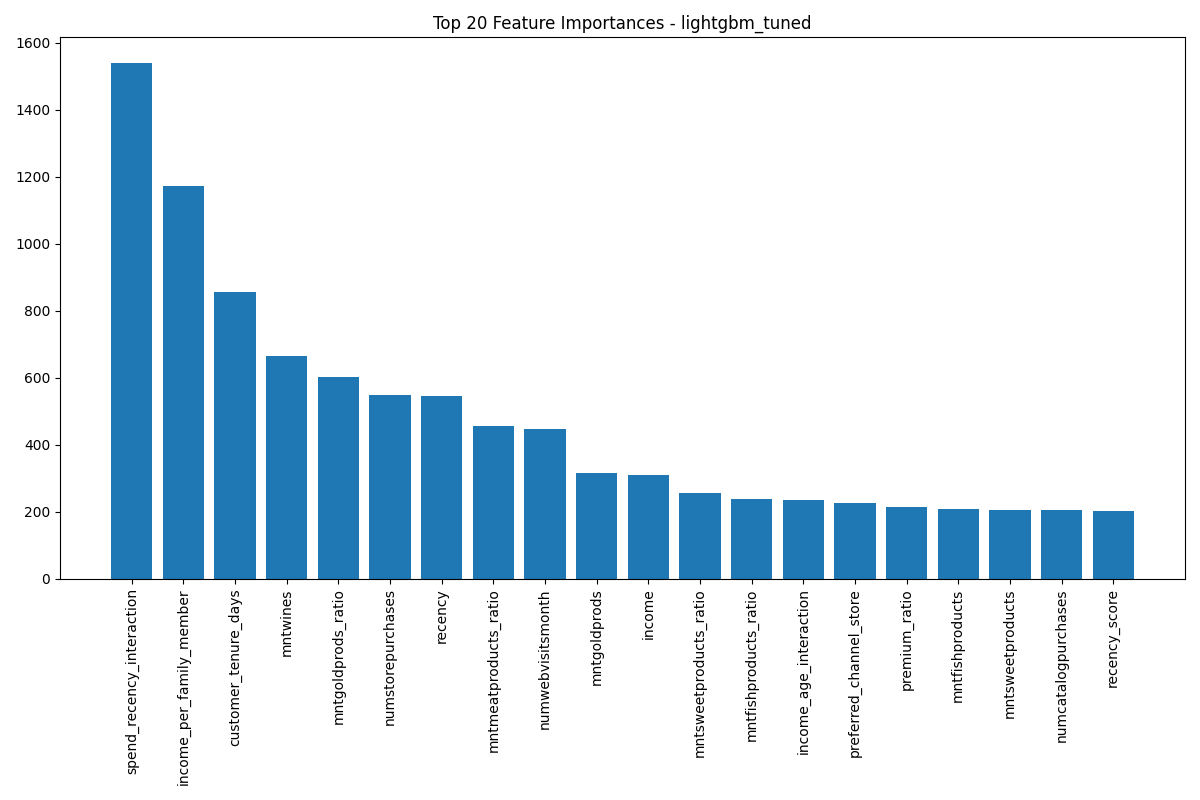 Top 20 Feature Importances - lightgbm_tuned
1600
1400
1200
1000
800
600
400
200
0
spend_recency_interaction
income_per_family_member
customer_tenure_days
mntwines
mntgoldprods_ratio
numstorepurchases
recency
mntmeatproducts_ratio
numwebvisitsmonth
mntgoldprods
income
mntsweetproducts_ratio
mntfishproducts_ratio
income_age_interaction
preferred_channel_store
premium_ratio
mntfishproducts
mntsweetproducts
numcatalogpurchases
recency_score